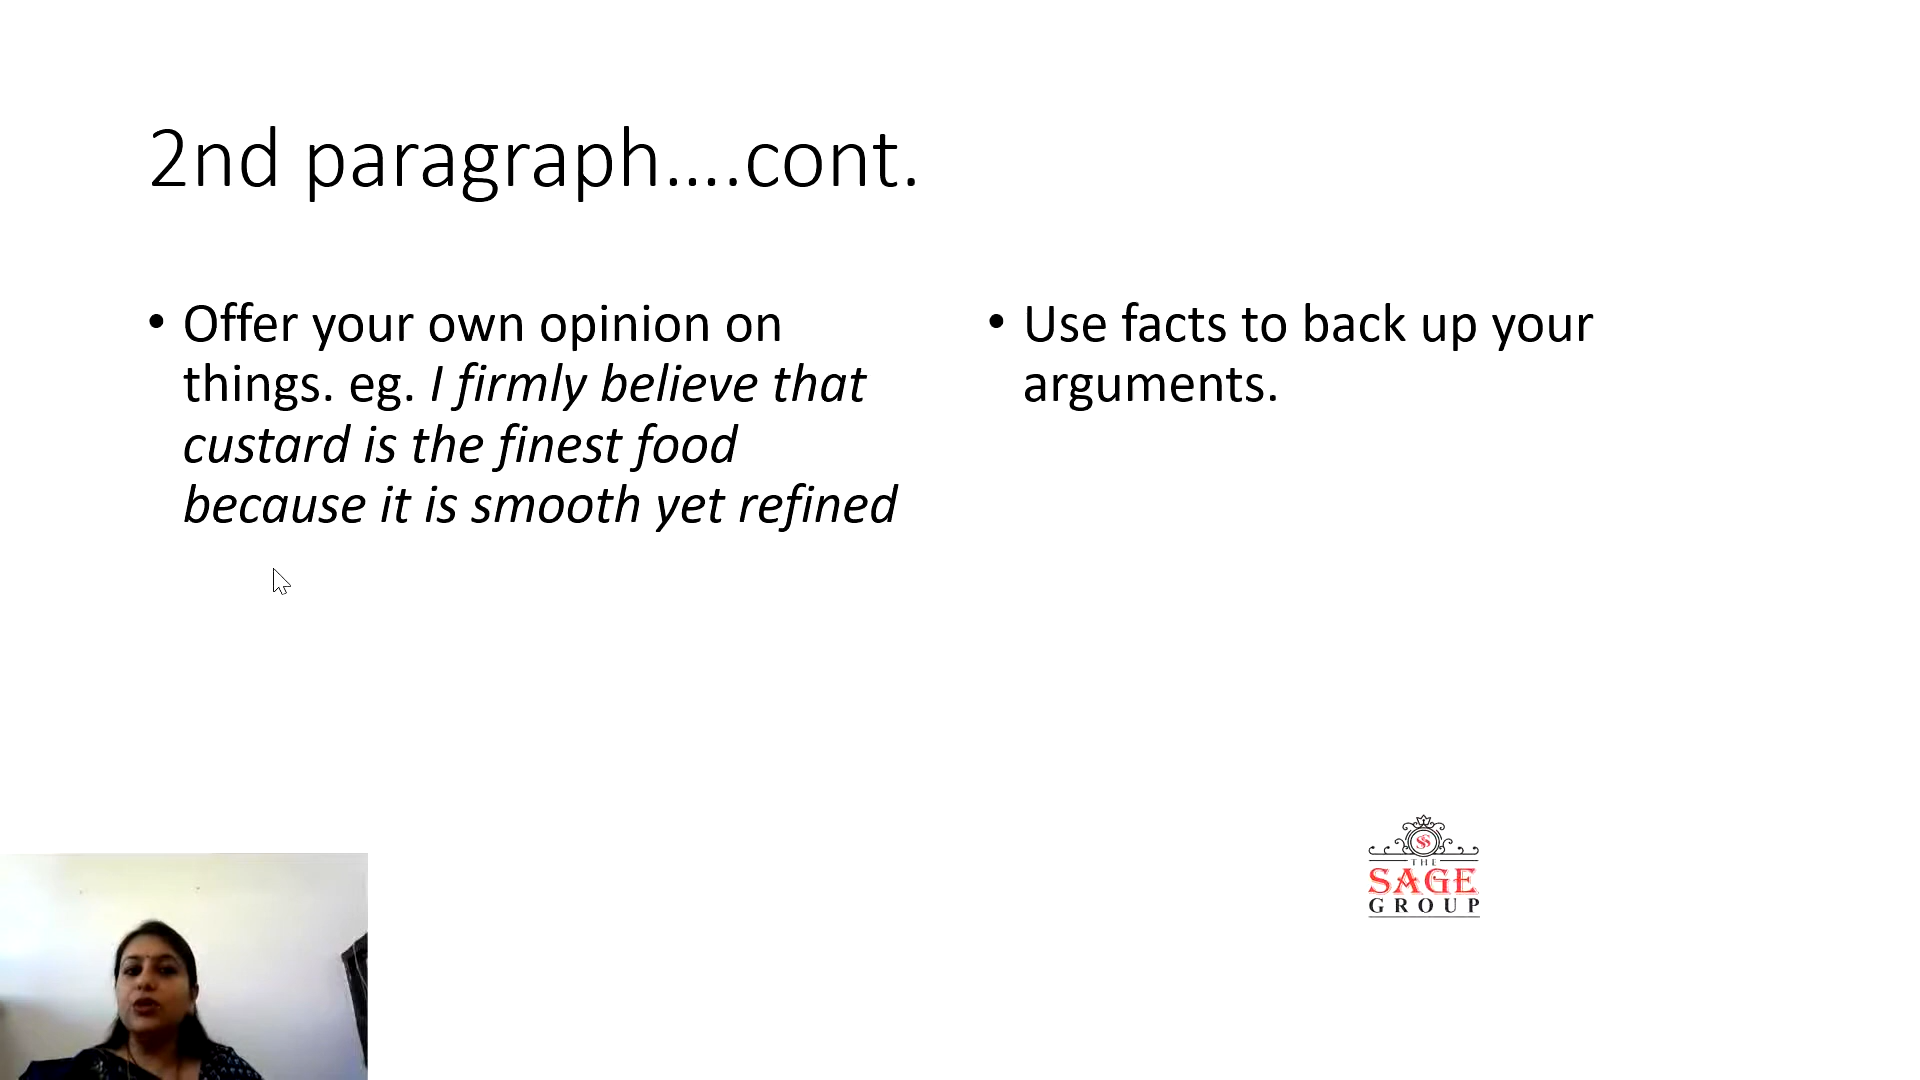 2nd paragraph….cont.
• Offer your own opinion on
things. eg. I firmly believe that
custard is the finest food
because it is smooth yet refined
• Use facts to back up your
arguments.
THE
SAGE
GROUP